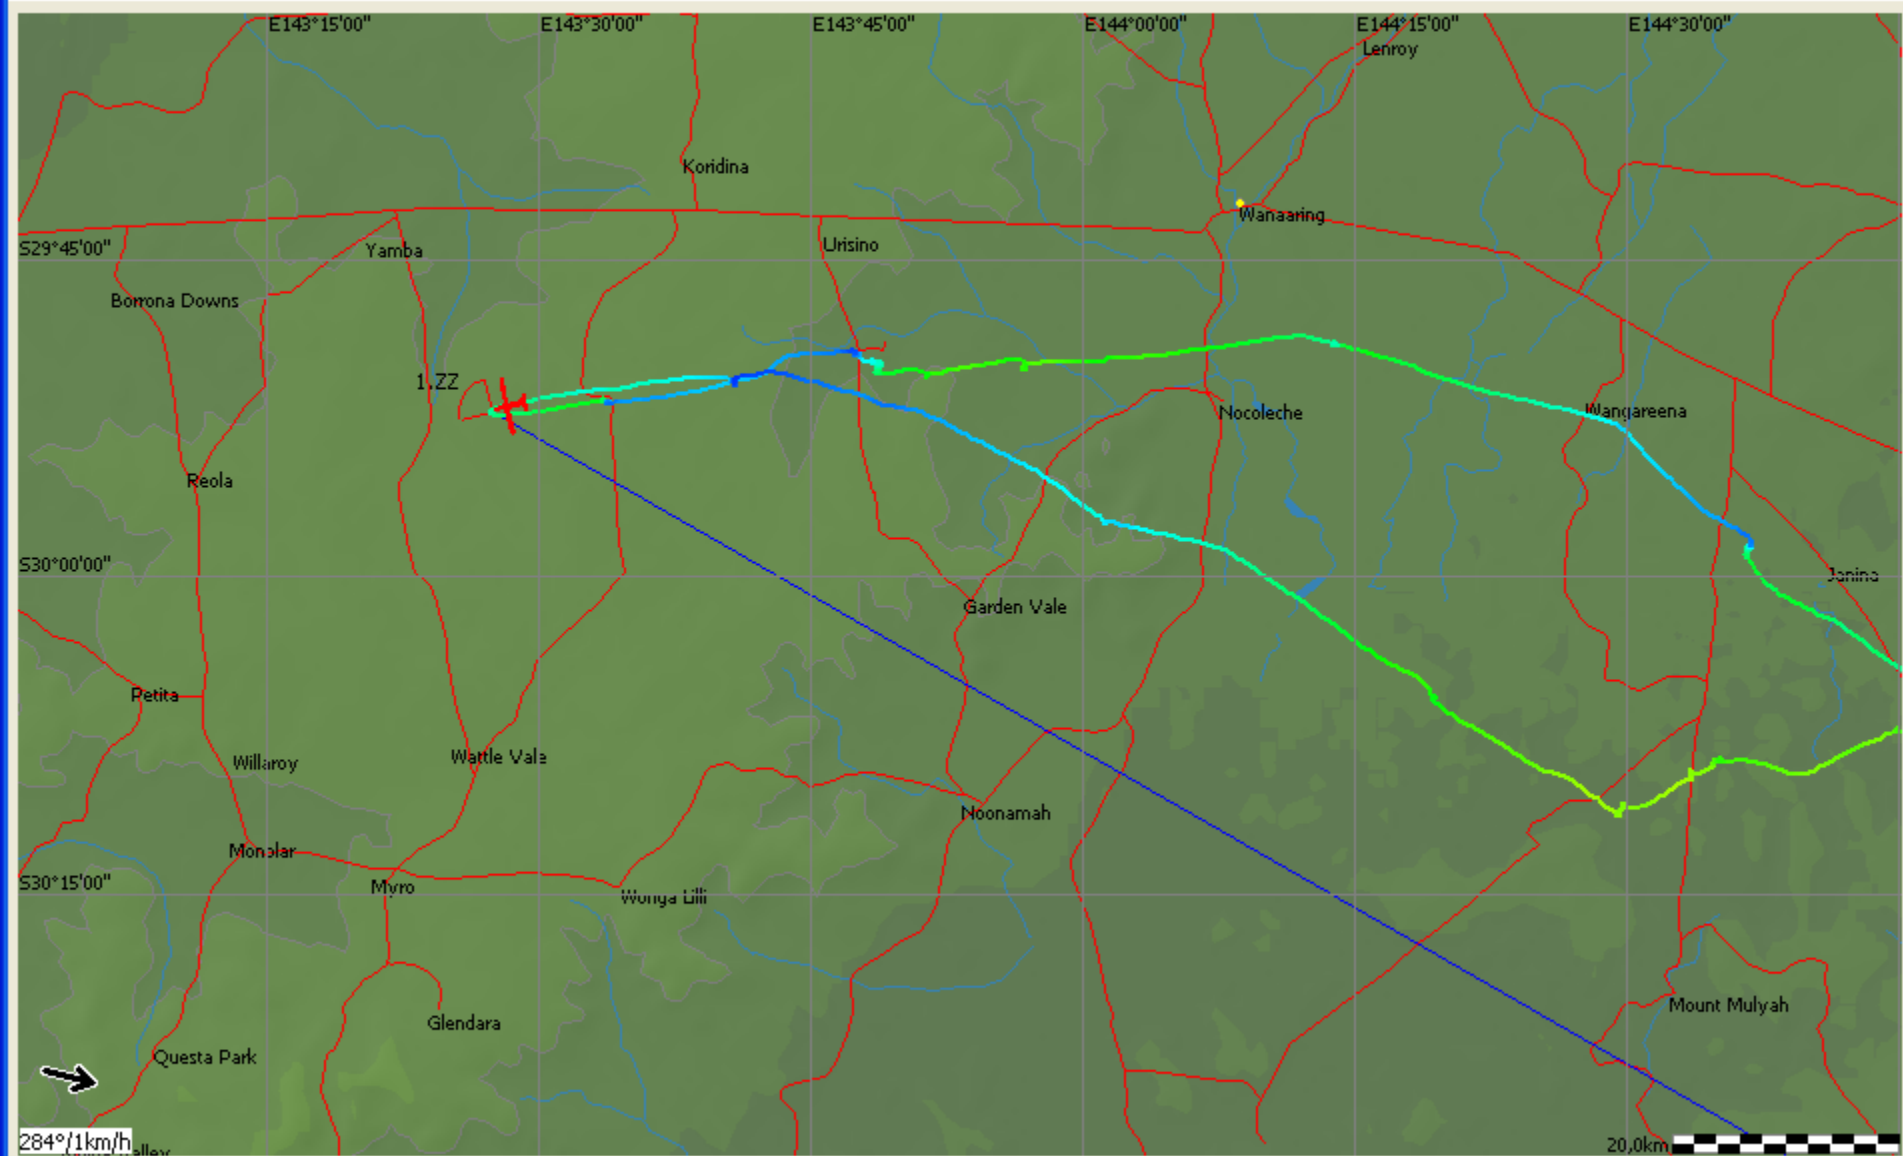 E143°15'00" E143°30'00" E143°45'00" E144°00'00" E144°15'00" E144°30'00"
Lenroy
Koridina
Wanaaring
S29°45'00" Yamba Urisino
Borrona Downs
1.ZZ
Nocoleche Wangareena
Reola
S30°00'00" Janina
Garden Vale
Petita
Willaroy Wattle Vale
Noonamah
Monolar
S30°15'00" Myro Wonga Lilli
Mount Mulyah
Glendara
Questa Park
284°/1km/h 20,0km